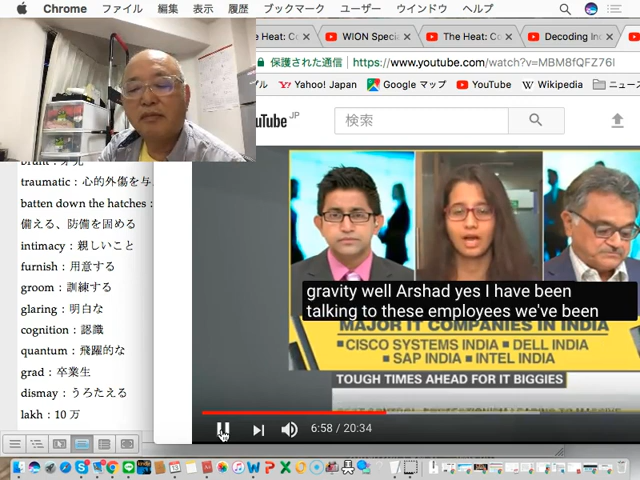 Chrome ファイル 編集 表示 履歴 ブックマーク ユーザー ウインドウ ヘルプ
e Heat: Co
WION Speci
The Heat: C
Decoding In
保護された通信 | https://www.youtube.com/watch?v=MBM8fQFZ76I
グル Yahoo! Japan Google マップ YouTube Wikipedia ニュース
YouTube JP
検索
traumatic：心的外傷を与
batten down the hatches：
備える、防備を固める
intimacy：親しいこと
furnish：用意する
groom：訓練する
glaring：明白な
cognition：認識
quantum：飛躍的な
grad：卒業生
dismay：うろたえる
lakh：10 万
gravity well Arshad yes I have been
talking to these employees we've been
MAJOR IT COMPANIES IN INDIA
▪CISCO SYSTEMS INDIA ▪DELL INDIA
▪SAP INDIA ▪INTEL INDIA
TOUGH TIMES AHEAD FOR IT BIGGIES
6:58 / 20:34